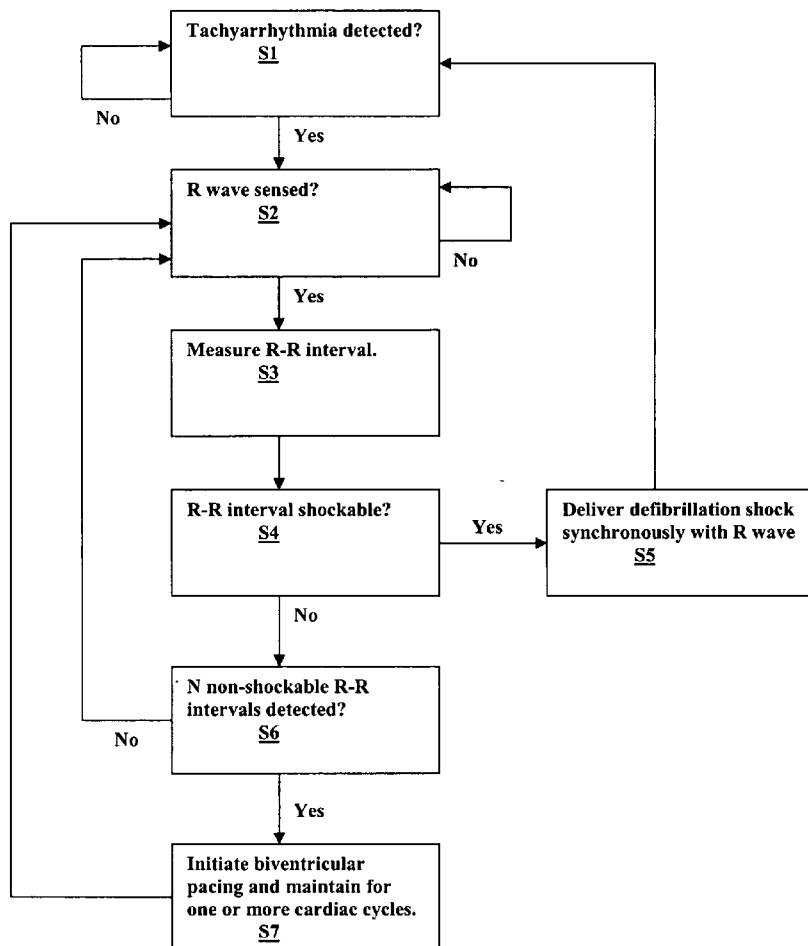 Tachyarrhythmia detected?
S1
No
Yes
R wave sensed?
S2
No
Yes
Measure R-R interval.
S3
R-R interval shockable?
S4
Yes
Deliver defibrillation shock
synchronously with R wave
S5
No
N non-shockable R-R
intervals detected?
S6
No
Yes
Initiate biventricular
pacing and maintain for
one or more cardiac cycles.
S7